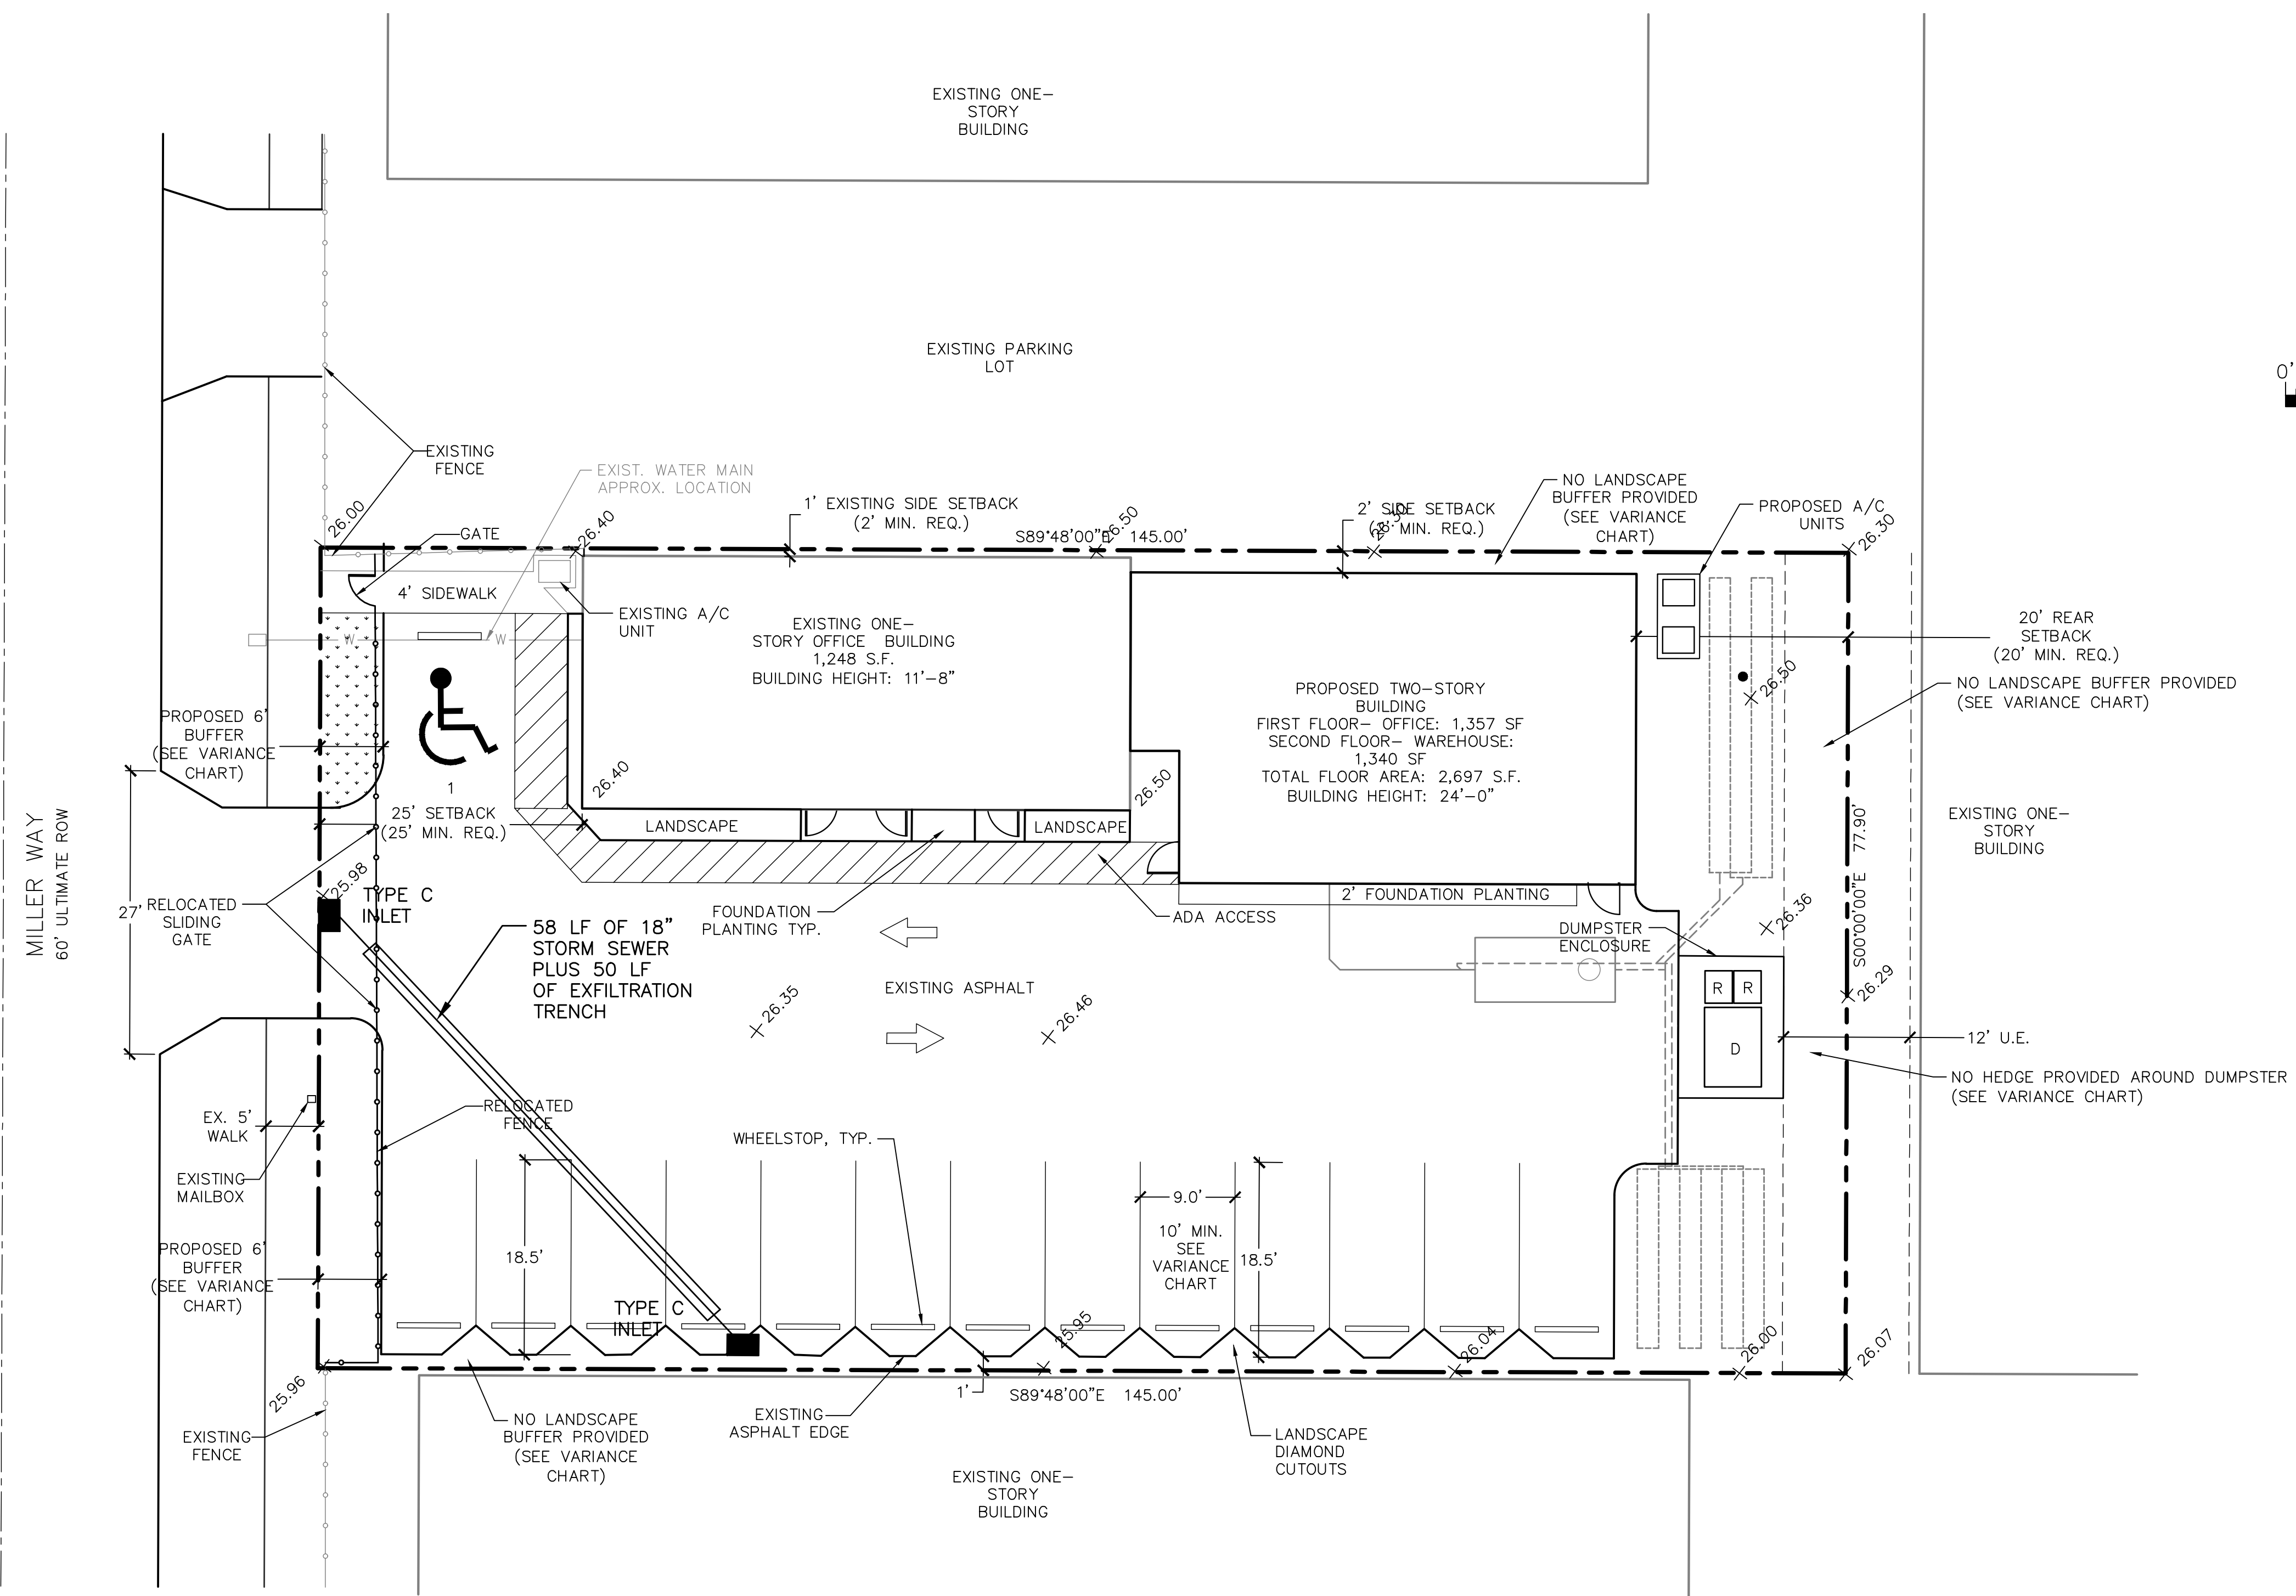 EXISTING ONE-
STORY
BUILDING
EXISTING PARKING
LOT
0'
EXISTING
FENCE
EXIST. WATER MAIN
APPROX. LOCATION
1' EXISTING SIDE SETBACK
(2' MIN. REQ.)
2' SIDE SETBACK
MIN. REQ.)
NO LANDSCAPE
BUFFER PROVIDED
(SEE VARIANCE
CHART)
PROPOSED A/C
UNITS
26.00
GATE
26.40
S89°48'00"E 145.00'
26.50
26.30
4' SIDEWALK
EXISTING A/C
UNIT
W
W
EXISTING ONE-
STORY OFFICE BUILDING
1,248 S.F.
BUILDING HEIGHT: 11'-8"
PROPOSED TWO-STORY
BUILDING
FIRST FLOOR- OFFICE: 1,357 SF
SECOND FLOOR- WAREHOUSE:
1,340 SF
TOTAL FLOOR AREA: 2,697 S.F.
BUILDING HEIGHT: 24'-0"
20' REAR
SETBACK
(20' MIN. REQ.)
26.50
NO LANDSCAPE BUFFER PROVIDED
(SEE VARIANCE CHART)
PROPOSED 6'
BUFFER
(SEE VARIANCE
CHART)
1
25' SETBACK
(25' MIN. REQ.)
26.40
26.50
LANDSCAPE
LANDSCAPE
MILLER WAY
60' ULTIMATE ROW
S00°00'00"E 77.90'
EXISTING ONE-
STORY
BUILDING
25.98
TYPE C
INLET
27'
RELOCATED
SLIDING
GATE
58 LF OF 18"
STORM SEWER
PLUS 50 LF
OF EXFILTRATION
TRENCH
FOUNDATION
PLANTING TYP.
ADA ACCESS
2' FOUNDATION PLANTING
DUMPSTER
ENCLOSURE
26.36
EXISTING ASPHALT
26.35
26.46
R
R
D
26.29
12' U.E.
NO HEDGE PROVIDED AROUND DUMPSTER
(SEE VARIANCE CHART)
EX. 5'
WALK
RELOCATED
FENCE
EXISTING
MAILBOX
WHEELSTOP, TYP.
PROPOSED 6'
BUFFER
(SEE VARIANCE
CHART)
18.5'
9.0'
10' MIN.
SEE
VARIANCE
CHART
18.5'
TYPE C
INLET
25.95
26.04
26.00
26.07
25.96
1'
S89°48'00"E 145.00'
EXISTING
FENCE
NO LANDSCAPE
BUFFER PROVIDED
(SEE VARIANCE
CHART)
EXISTING
ASPHALT EDGE
LANDSCAPE
DIAMOND
CUTOUTS
EXISTING ONE-
STORY
BUILDING